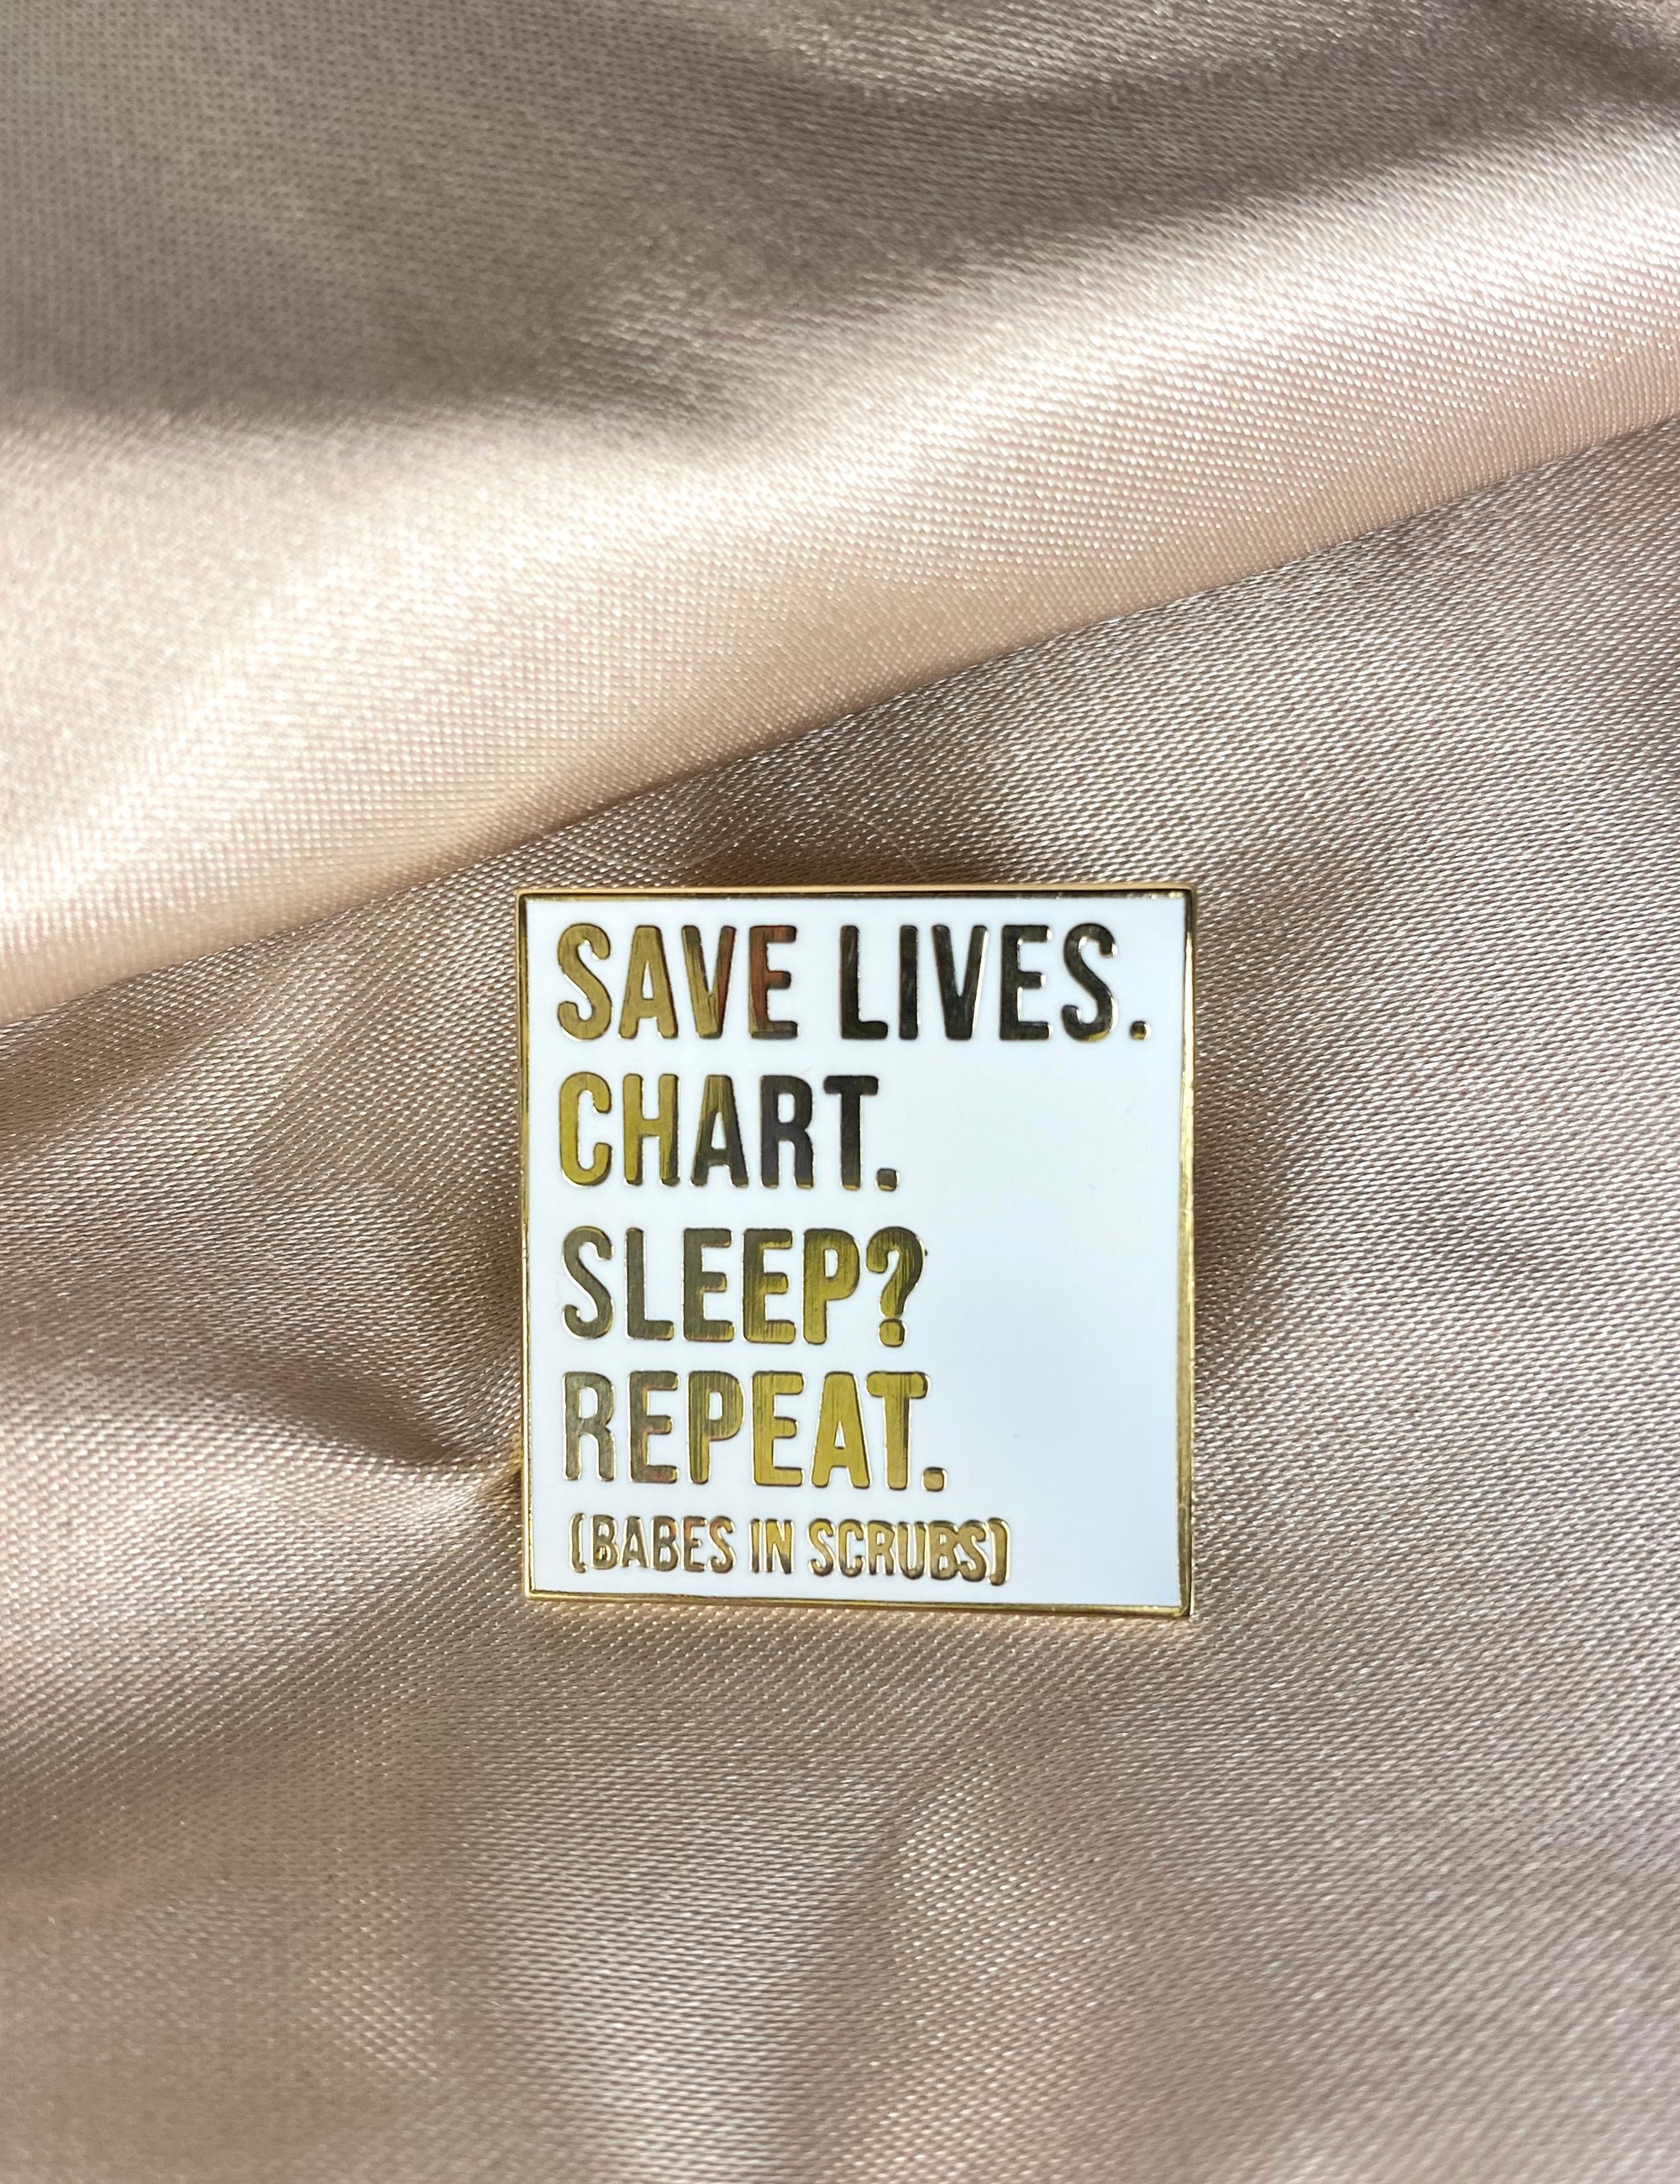 SAVE LIVES.
CHART.
SLEEP?
REPEAT.
(BABES IN SCRUBS)